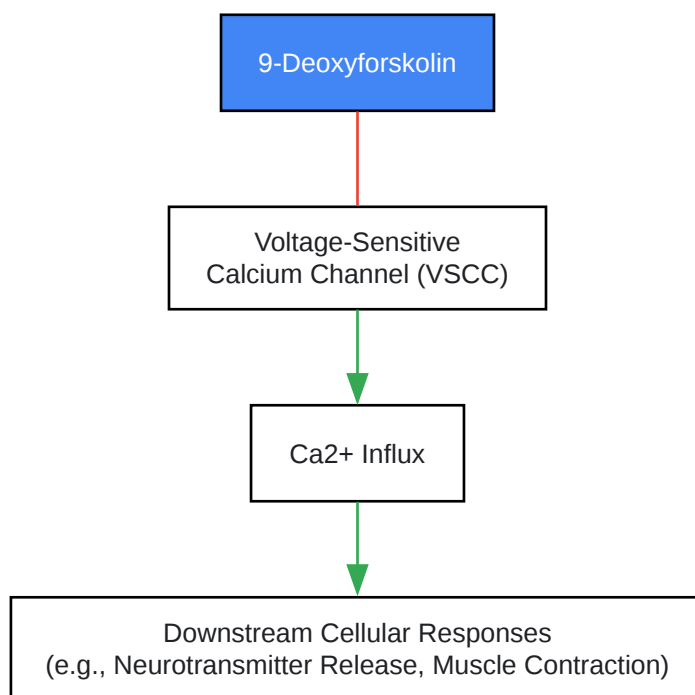 9-Deoxyforskolin
Voltage-Sensitive
Calcium Channel (VSCC)
Ca2+ Influx
Downstream Cellular Responses
(e.g., Neurotransmitter Release, Muscle Contraction)